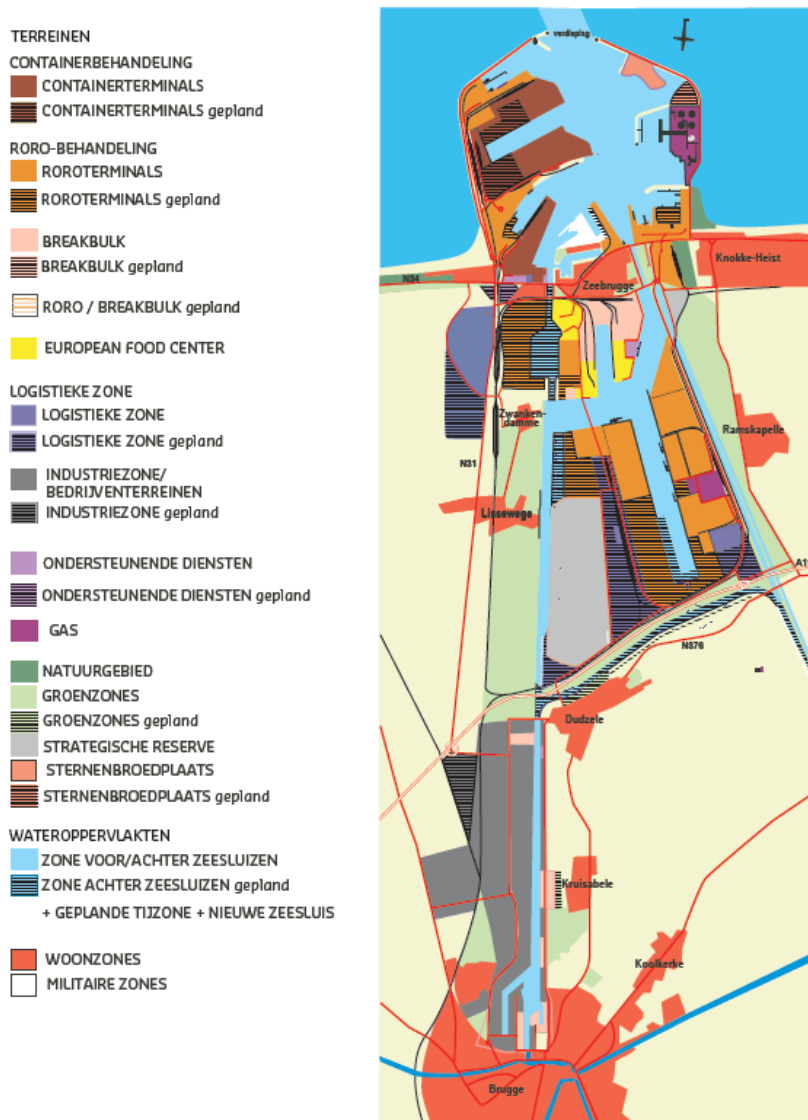 TERREINEN
CONTAINERBEHANDELING
CONTAINERTERMINALS
CONTAINERTERMINALS gepland
RORO-BEHANDELING
ROROTERMINALS
ROROTERMINALS gepland
BREAKBULK
BREAKBULK gepland
RORO / BREAKBULK gepland
EUROPEAN FOOD CENTER
LOGISTIEKE ZONE
LOGISTIEKE ZONE
LOGISTIEKE ZONE gepland
INDUSTRIEZONE/
BEDRIJVENTERREINEN
INDUSTRIEZONE gepland
ONDERSTEUNENDE DIENSTEN
ONDERSTEUNENDE DIENSTEN gepland
GAS
NATUURGEBIED
GROENZONES
GROENZONES gepland
STRATEGISCHE RESERVE
STERNENBROEDPLAATS
STERNENBROEDPLAATS gepland
WATEROPPERVLAKTEN
ZONE VOOR/ACHTER ZEESLUIZEN
ZONE ACHTER ZEESLUIZEN gepland
+ GEPLANDE TIJZONE + NIEUWE ZEESLUIS
WOONZONES
MILITAIRE ZONES
verdieping
Knokke-Heist
N34
Zeebrugge
Zwanken-
damme
Ramskapelle
N31
Lissewege
A1
N376
Dudzele
Kruisabele
Koolkerke
Brugge